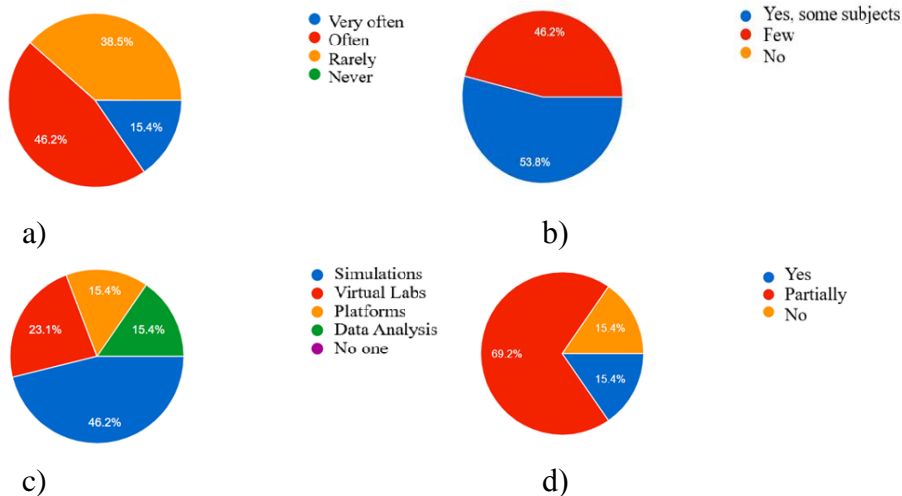 38.5%
46.2%
15.4%
Very often
Often
Rarely
Never
a)
46.2%
53.8%
Yes, some subjects
Few
No
b)
15.4%
23.1%
15.4%
46.2%
Simulations
Virtual Labs
Platforms
Data Analysis
No one
c)
15.4%
69.2%
15.4%
Yes
Partially
No
d)